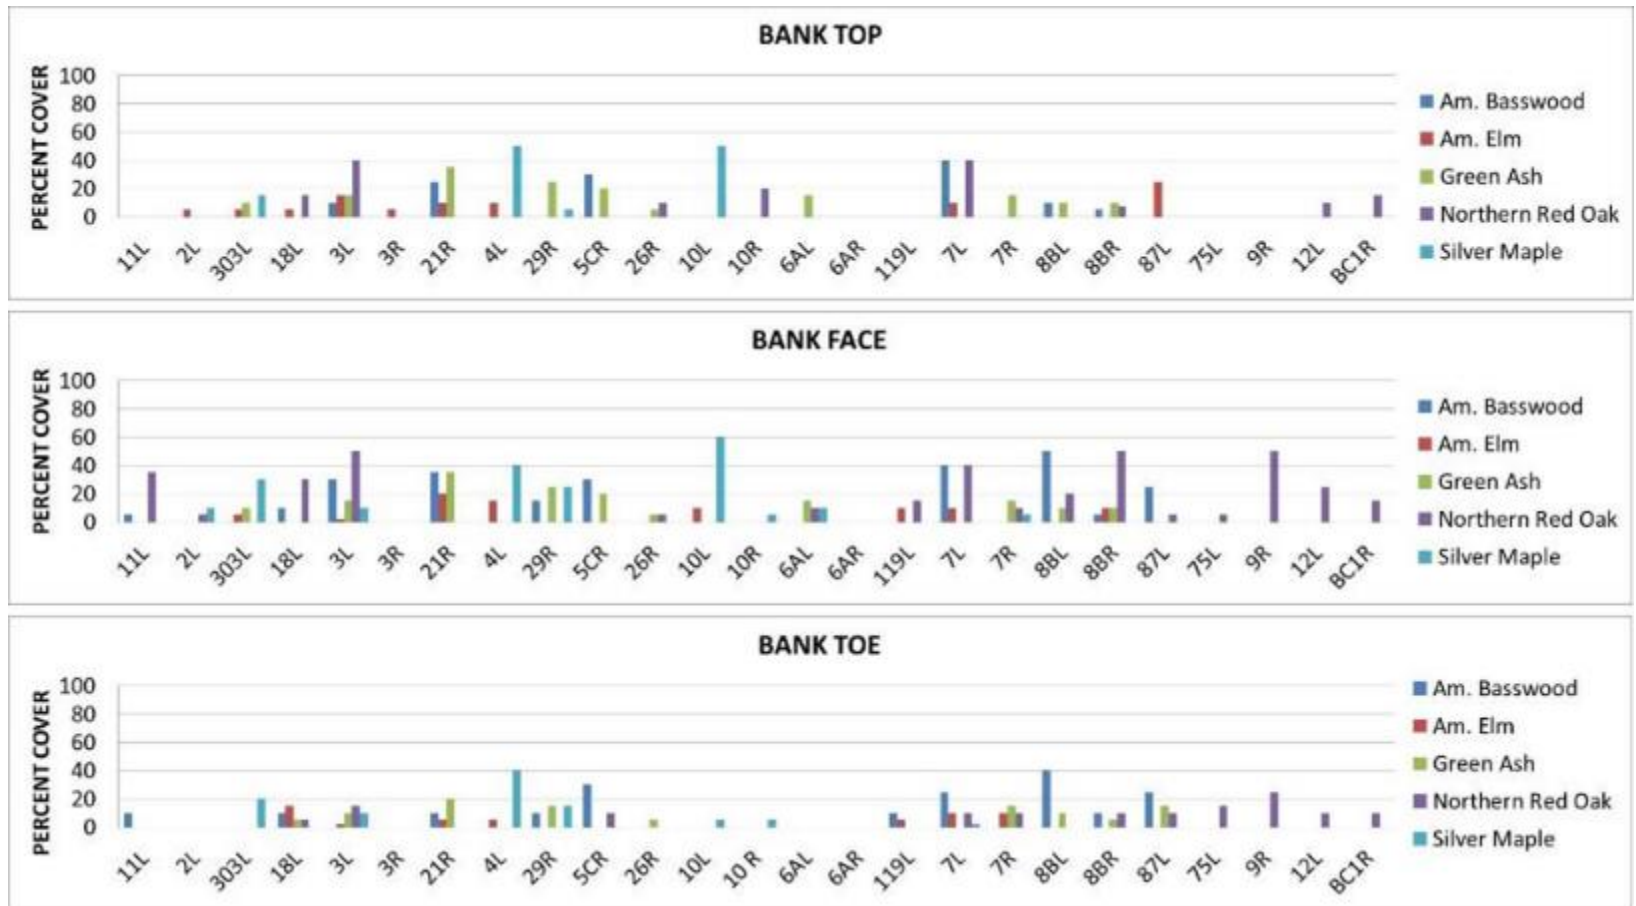 BANK TOP
PERCENT COVER
100
80
60
40
20
0
11L 2L 303L 18L 3L 3R 21R 4L 29R 5CR 26R 10L 10R 6AL 6AR 119L 7L 7R 8BL 8BR 87L 75L 9R 12L BC1R
Am. Basswood
Am. Elm
Green Ash
Northern Red Oak
Silver Maple
BANK FACE
PERCENT COVER
100
80
60
40
20
0
11L 2L 303L 18L 3L 3R 21R 4L 29R 5CR 26R 10L 10R 6AL 6AR 119L 7L 7R 8BL 8BR 87L 75L 9R 12L BC1R
Am. Basswood
Am. Elm
Green Ash
Northern Red Oak
Silver Maple
BANK TOE
PERCENT COVER
100
80
60
40
20
0
11L 2L 303L 18L 3L 3R 21R 4L 29R 5CR 26R 10L 10 R 6AL 6AR 119L 7L 7R 8BL 8BR 87L 75L 9R 12L BC1R
Am. Basswood
Am. Elm
Green Ash
Northern Red Oak
Silver Maple